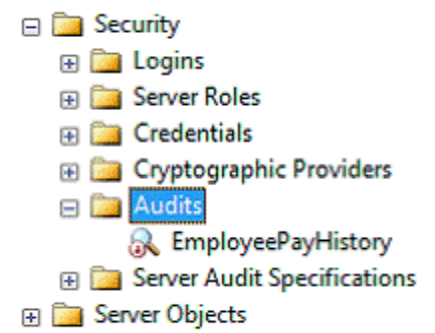 Security
Logins
Server Roles
Credentials
Cryptographic Providers
Audits
EmployeePayHistory
Server Audit Specifications
Server Objects